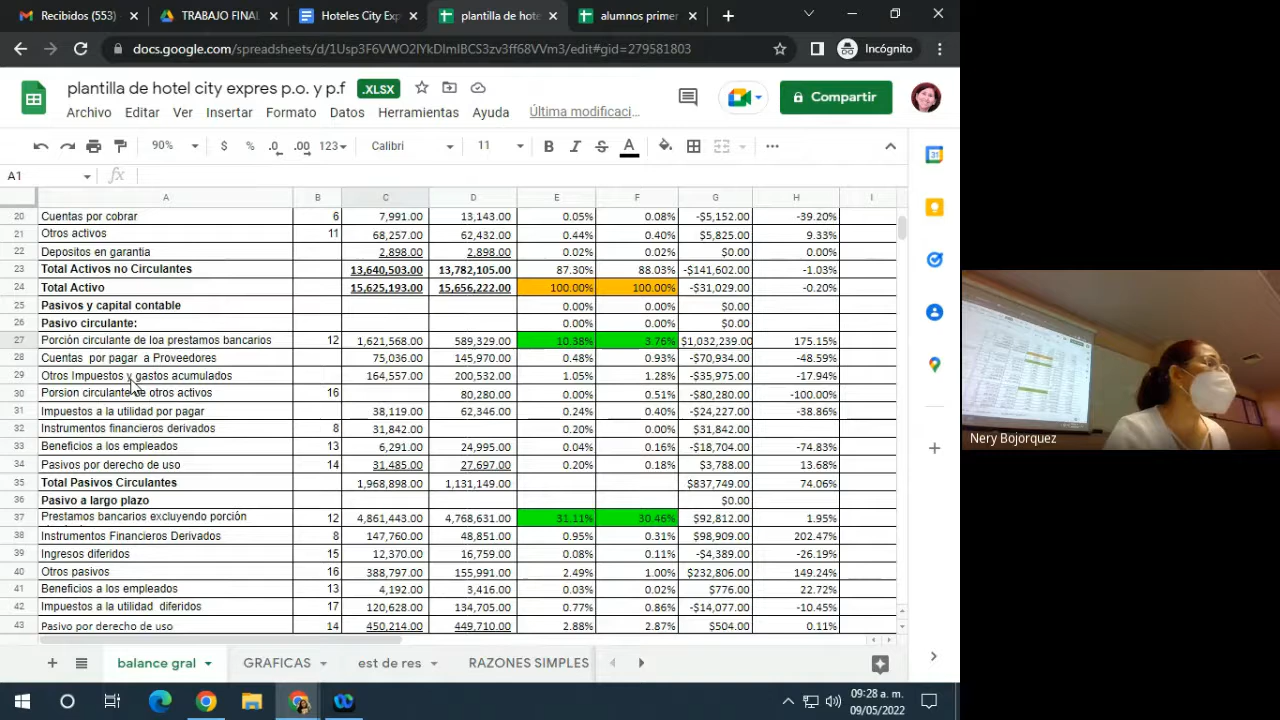 Recibidos (553)
TRABAJO FINAL
Hoteles City Exp
plantilla de hote
alumnos primer
docs.google.com/spreadsheets/d/1Usp3F6VWO2IYkDImIBCS3zv3ff68VVm3/edit#gid=279581803
Incógnito
plantilla de hotel city expres p.o. y p.f .XLSX
Compartir
Archivo Editar Ver Insertar Formato Datos Herramientas Ayuda Última modificaci...
90% $ % .0 .00 123 Calibri 11 B I S A
A1 fx
A B C D E F G H I
20 Cuentas por cobrar 6 7,991.00 13,143.00 0.05% 0.08% -$5,152.00 -39.20%
21 Otros activos 11 68,257.00 62,432.00 0.44% 0.40% $5,825.00 9.33%
22 Depositos en garantia 2,898.00 2,898.00 0.02% 0.02% $0.00 0.00%
23 Total Activos no Circulantes 13,640,503.00 13,782,105.00 87.30% 88.03% -$141,602.00 -1.03%
24 Total Activo 15,625,193.00 15,656,222.00 100.00% 100.00% -$31,029.00 -0.20%
25 Pasivos y capital contable 0.00% 0.00% $0.00
26 Pasivo circulante: 0.00% 0.00% $0.00
27 Porción circulante de loa prestamos bancarios 12 1,621,568.00 589,329.00 10.38% 3.76% $1,032,239.00 175.15%
28 Cuentas por pagar a Proveedores 75,036.00 145,970.00 0.48% 0.93% -$70,934.00 -48.59%
29 Otros Impuestos y gastos acumulados 164,557.00 200,532.00 1.05% 1.28% -$35,975.00 -17.94%
30 Porsion circulante de otros activos 16 80,280.00 0.00% 0.51% -$80,280.00 -100.00%
31 Impuestos a la utilidad por pagar 38,119.00 62,346.00 0.24% 0.40% -$24,227.00 -38.86%
32 Instrumentos financieros derivados 8 31,842.00 0.20% 0.00% $31,842.00
33 Beneficios a los empleados 13 6,291.00 24,995.00 0.04% 0.16% -$18,704.00 -74.83%
34 Pasivos por derecho de uso 14 31,485.00 27,697.00 0.20% 0.18% $3,788.00 13.68%
35 Total Pasivos Circulantes 1,968,898.00 1,131,149.00 $837,749.00 74.06%
36 Pasivo a largo plazo $0.00
37 Prestamos bancarios excluyendo porción 12 4,861,443.00 4,768,631.00 31.11% 30.46% $92,812.00 1.95%
38 Instrumentos Financieros Derivados 8 147,760.00 48,851.00 0.95% 0.31% $98,909.00 202.47%
39 Ingresos diferidos 15 12,370.00 16,759.00 0.08% 0.11% -$4,389.00 -26.19%
40 Otros pasivos 16 388,797.00 155,991.00 2.49% 1.00% $232,806.00 149.24%
41 Beneficios a los empleados 13 4,192.00 3,416.00 0.03% 0.02% $776.00 22.72%
42 Impuestos a la utilidad diferidos 17 120,628.00 134,705.00 0.77% 0.86% -$14,077.00 -10.45%
43 Pasivo por derecho de uso 14 450,214.00 449,710.00 2.88% 2.87% $504.00 0.11%
balance gral GRAFICAS est de res RAZONES SIMPLES
09:28 a. m.
09/05/2022
Nery Bojorquez